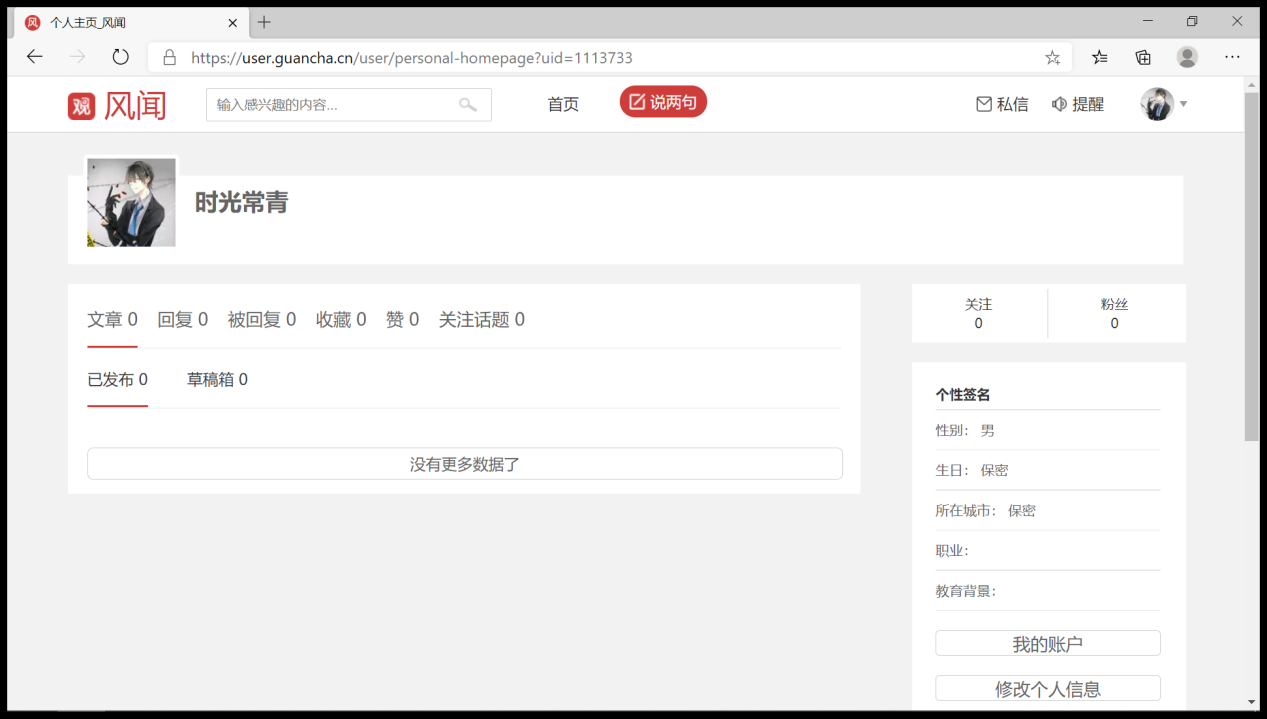 风 个人主页_风闻
https://user.guancha.cn/user/personal-homepage?uid=1113733
观 风闻 输入感兴趣的内容... 首页 说两句 私信 提醒
时光常青
文章 0 回复 0 被回复 0 收藏 0 赞 0 关注话题 0
已发布 0 草稿箱 0
没有更多数据了
关注 粉丝
0 0
个性签名
性别： 男
生日： 保密
所在城市： 保密
职业：
教育背景：
我的账户
修改个人信息